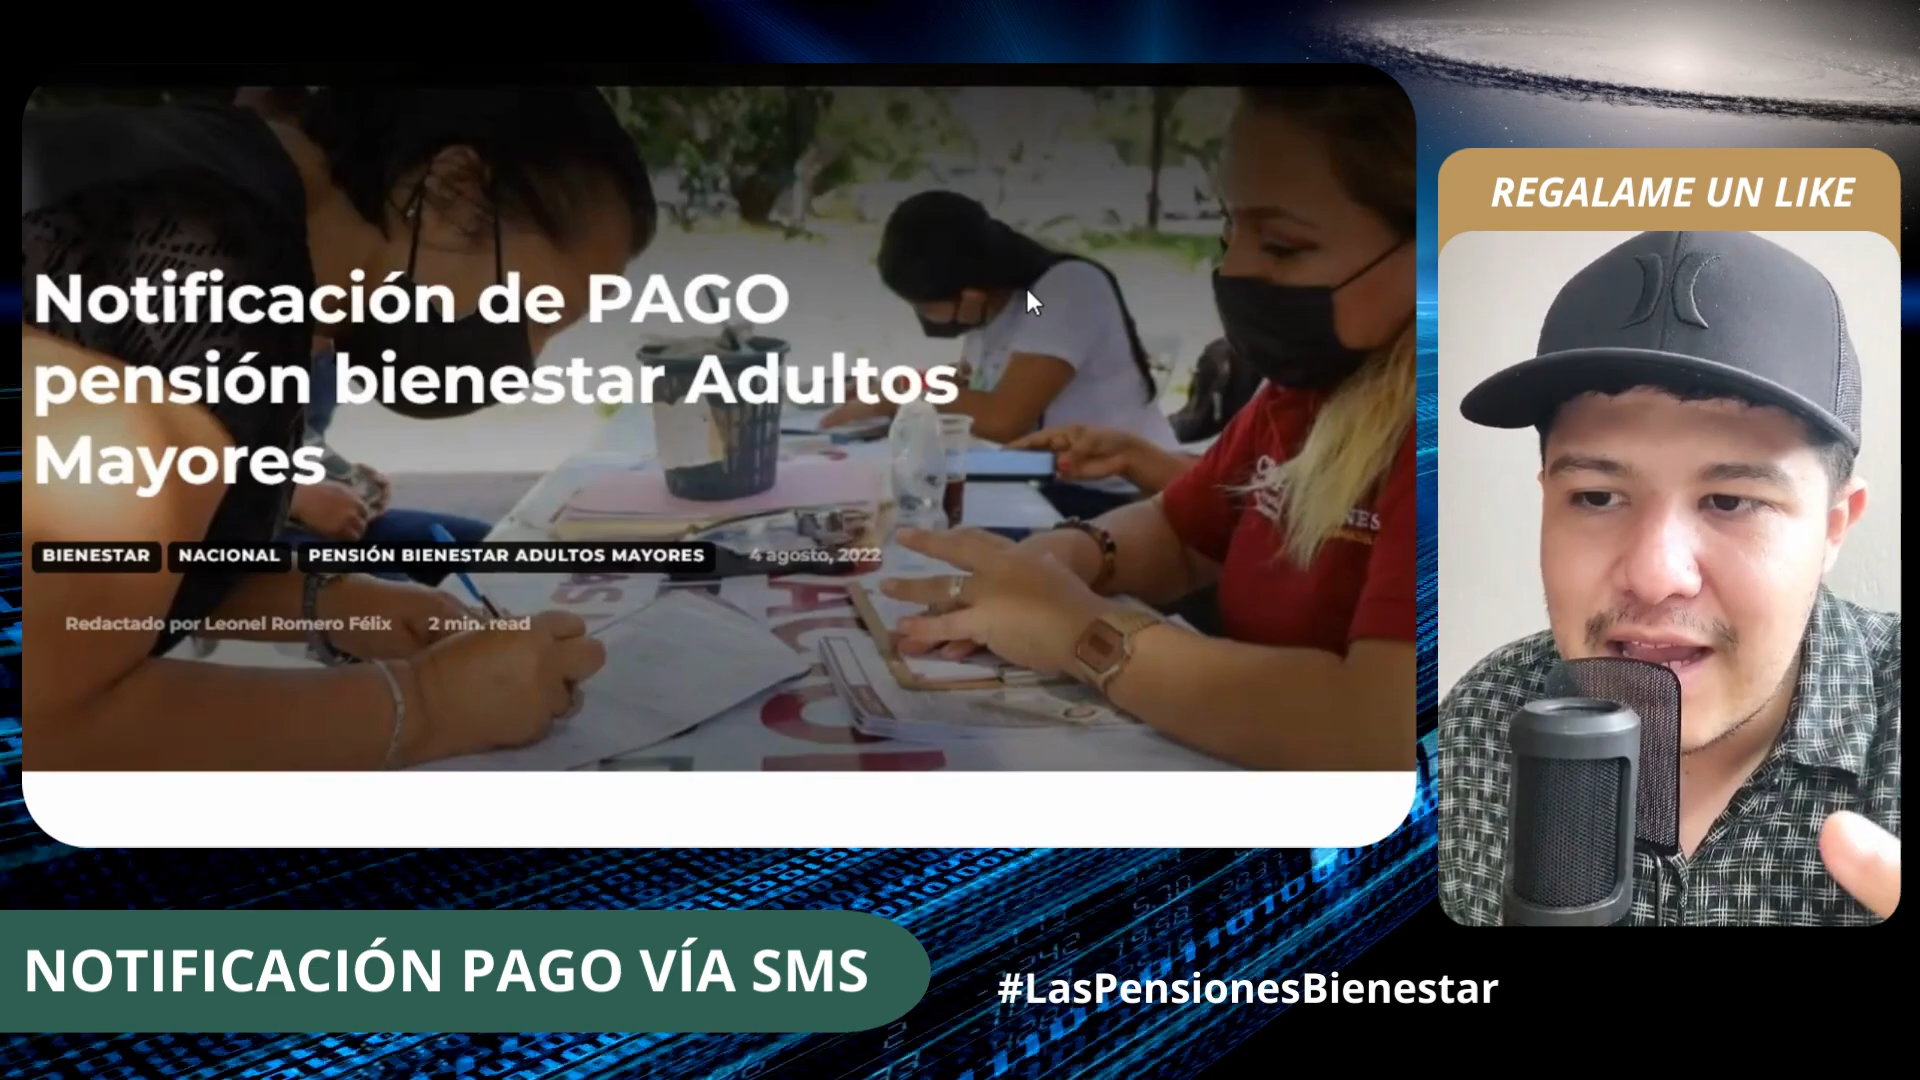 REGALAME UN LIKE
Notificación de PAGO
pensión bienestar Adultos
Mayores
BIENESTAR NACIONAL PENSIÓN BIENESTAR ADULTOS MAYORES 4 agosto, 2022
Redactado por Leonel Romero Félix 2 min. read
NOTIFICACIÓN PAGO VÍA SMS
#LasPensionesBienestar